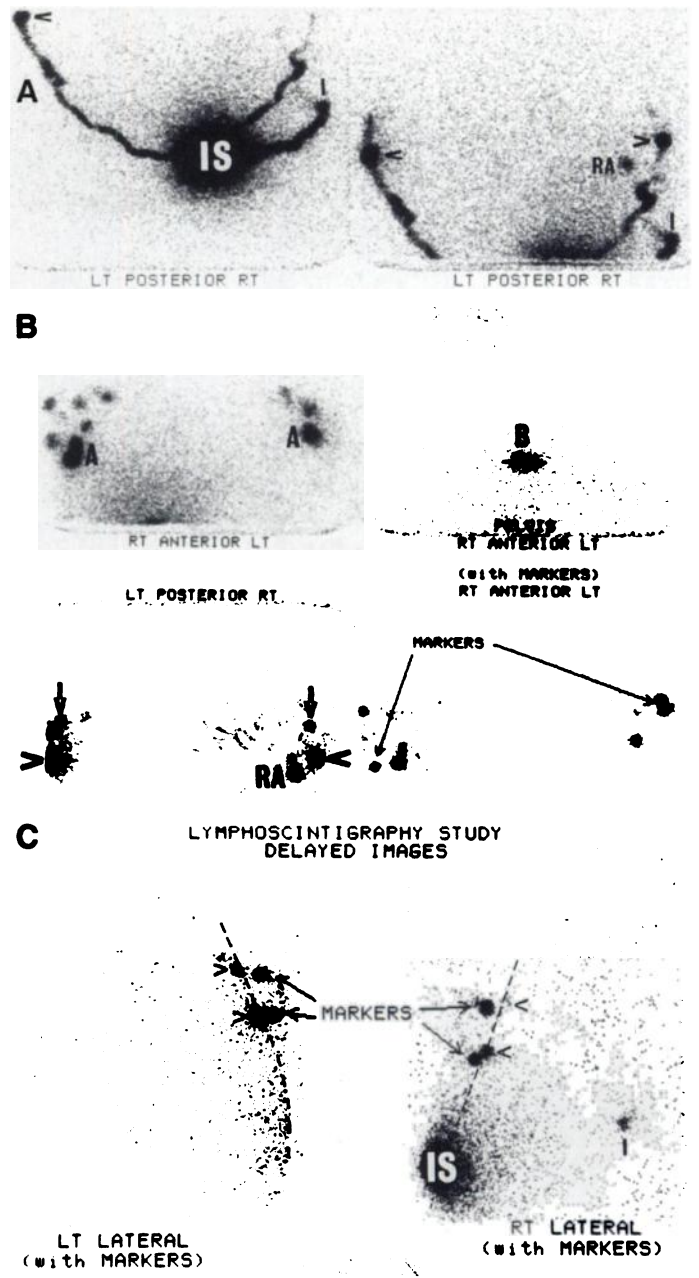 A
<
IS
I
LT POSTERIOR RT
<
>
RA
I
LT POSTERIOR RT
B
A
A
RT ANTERIOR LT
B
PELVIS
RT ANTERIOR LT
(with MARKERS)
RT ANTERIOR LT
LT POSTERIOR RT
MARKERS
>
RA
<
C
LYMPHOSCINTIGRAPHY STUDY
DELAYED IMAGES
>
>
MARKERS
<
<
IS
I
LT LATERAL
(with MARKERS)
RT LATERAL
(with MARKERS)